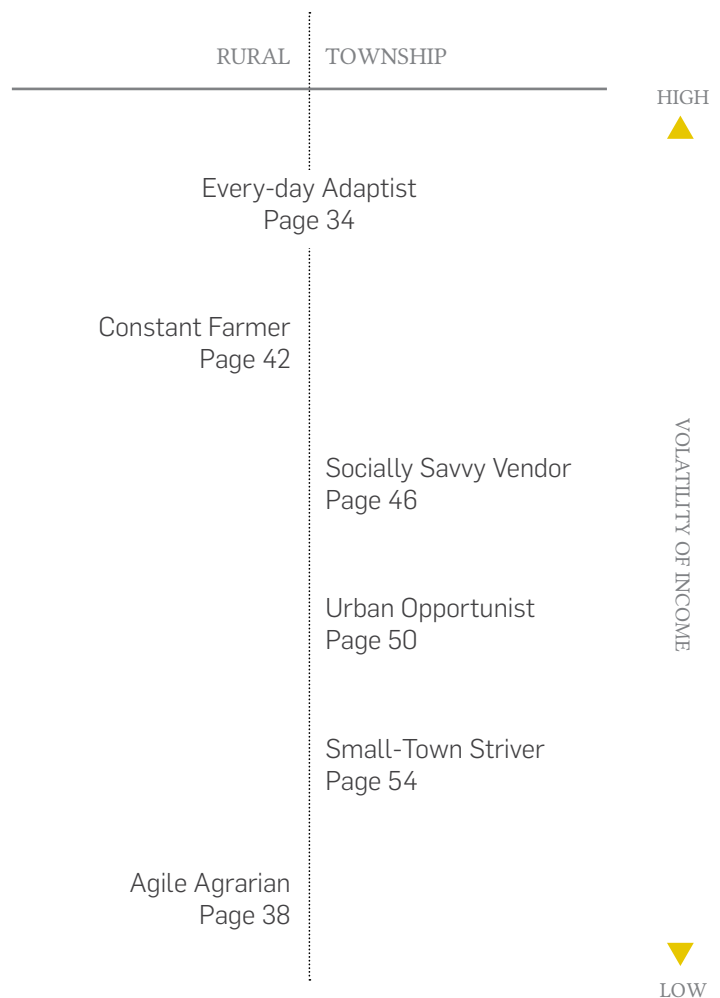 RURAL
TOWNSHIP
HIGH
Every-day Adaptist
Page 34
Constant Farmer
Page 42
Socially Savvy Vendor
Page 46
VOLATILITY OF INCOME
Urban Opportunist
Page 50
Small-Town Striver
Page 54
Agile Agrarian
Page 38
LOW